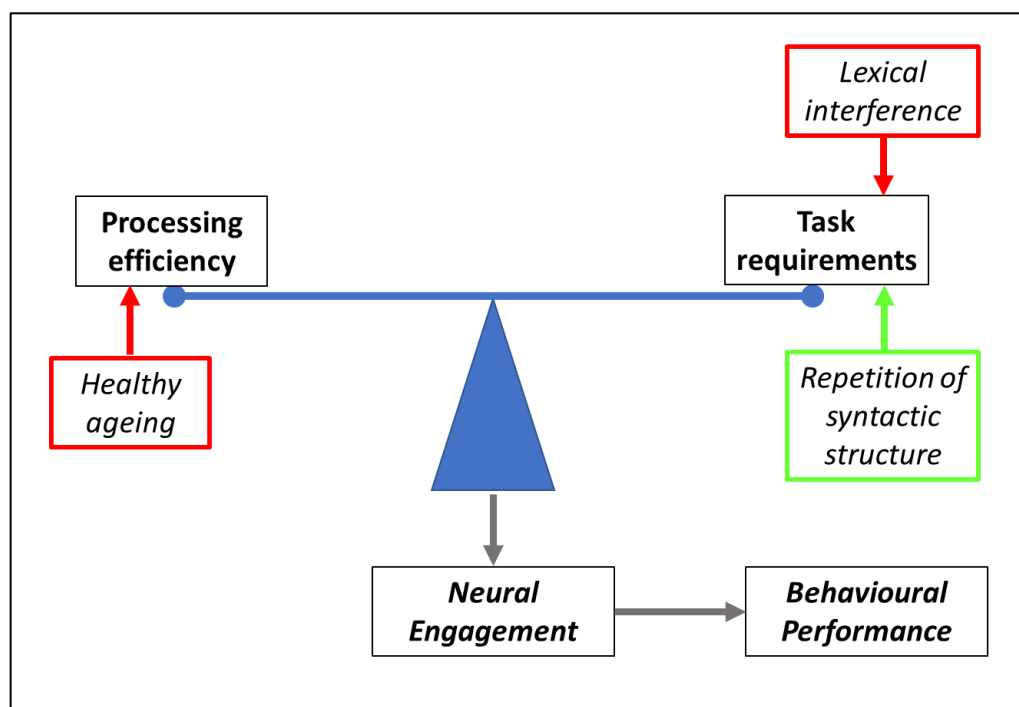 Lexical
interference
Processing
efficiency
Task
requirements
Healthy
ageing
Repetition of
syntactic
structure
Neural
Engagement
Behavioural
Performance